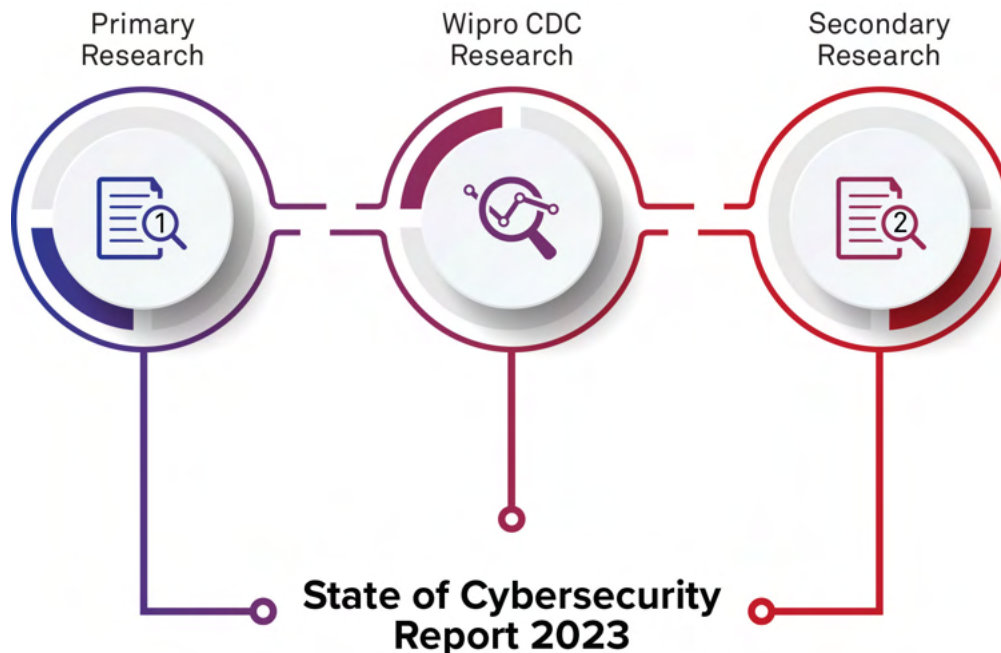 Primary
Research
Wipro CDC
Research
Secondary
Research
1
2
State of Cybersecurity
Report 2023